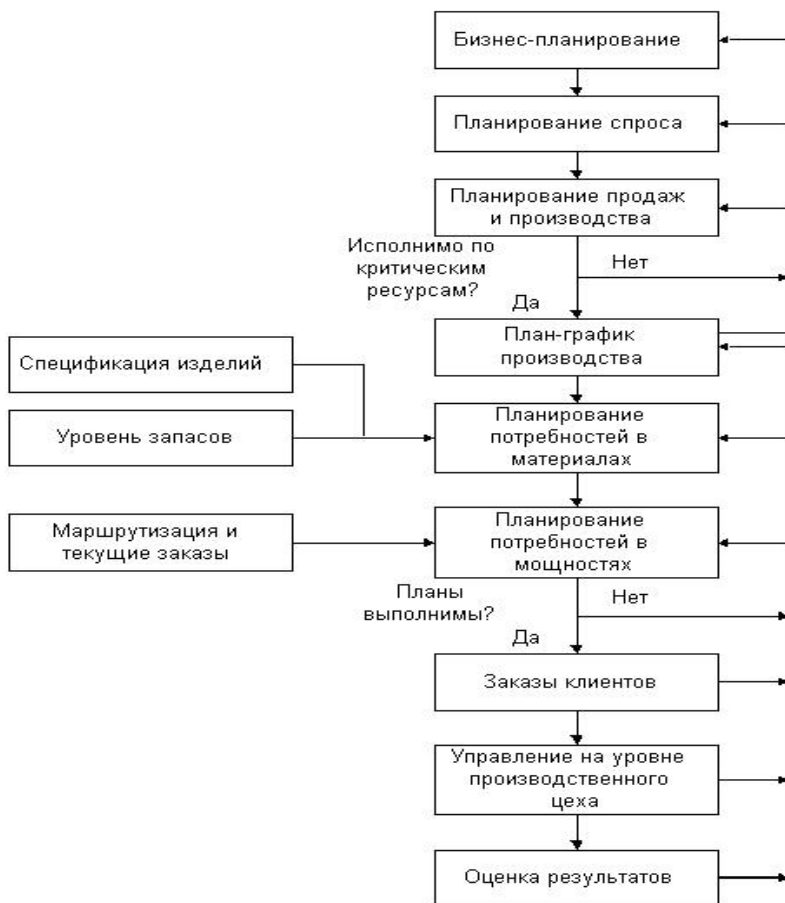 Бизнес-планирование
Планирование спроса
Планирование продаж
и производства
Исполнимо по
критическим
ресурсам?
Нет
Да
План-график
производства
Спецификация изделий
Уровень запасов
Планирование
потребностей в
материалах
Маршрутизация и
текущие заказы
Планирование
потребностей в
мощностях
Планы
выполнимы?
Нет
Да
Заказы клиентов
Управление на уровне
производственного
цеха
Оценка результатов